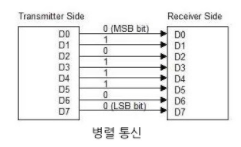 Transmitter Side Receiver Side
D0 0 (MSB bit) D0
D1 1 D1
D2 0 D2
D3 1 D3
D4 1 D4
D5 1 D5
D6 0 D6
D7 0 (LSB bit) D7
병렬 통신